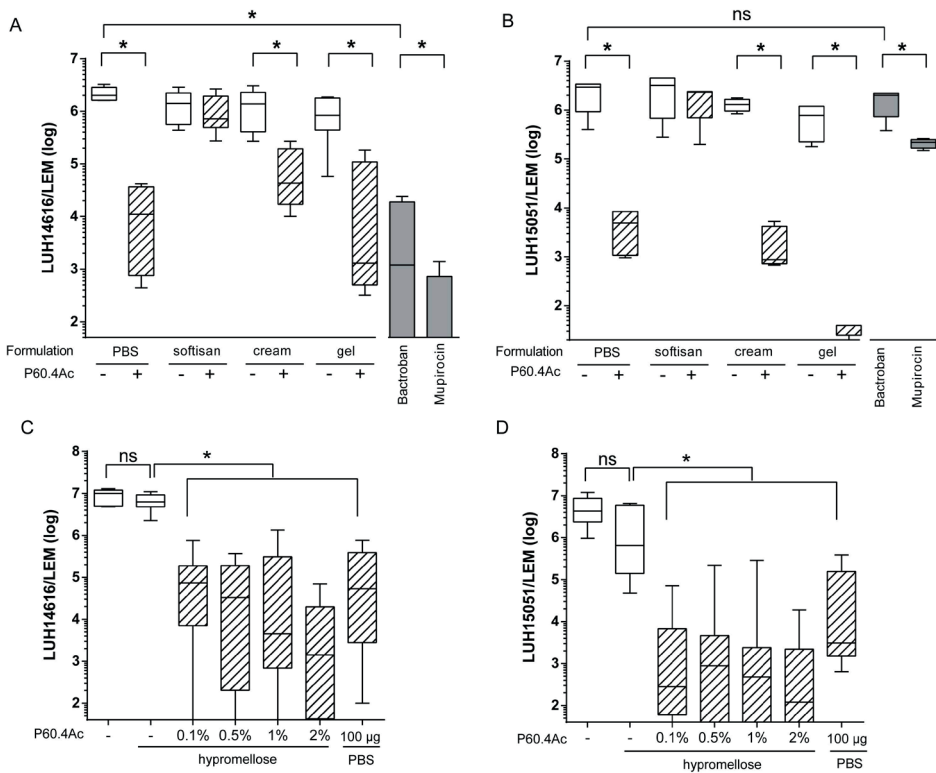 A
*
*
*
*
*
LUH14616/LEM (log)
7
6
5
4
3
2
Formulation PBS softisan cream gel
P60.4Ac - + - + - + - +
Bactroban
Mupirocin
B
ns
*
*
*
*
LUH15051/LEM (log)
7
6
5
4
3
2
Formulation PBS softisan cream gel
P60.4Ac - + - + - + - +
Bactroban
Mupirocin
C
ns
*
LUH14616/LEM (log)
8
7
6
5
4
3
2
P60.4Ac - - 0.1% 0.5% 1% 2% 100 µg
hypromellose PBS
D
ns
*
LUH15051/LEM (log)
8
7
6
5
4
3
2
P60.4Ac - - 0.1% 0.5% 1% 2% 100 µg
hypromellose PBS